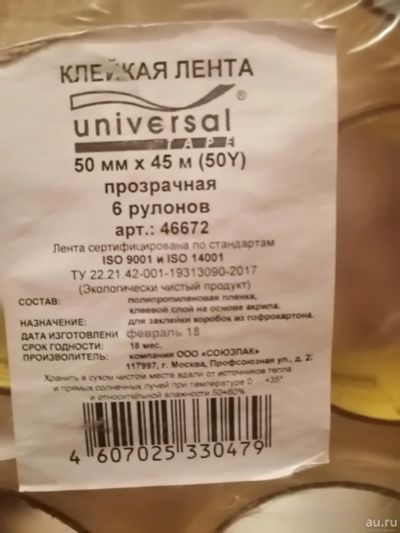 КЛЕЙКАЯ ЛЕНТА
universal ®
TAPE
50 мм х 45 м (50Y)
прозрачная
6 рулонов
арт.: 46672
Лента сертифицирована по стандартам
ISO 9001 и ISO 14001
ТУ 22.21.42-001-19313090-2017
(Экологически чистый продукт)
СОСТАВ: полипропиленовая пленка,
клеевой слой на основе акрила.
НАЗНАЧЕНИЕ: для заклейки коробок из гофрокартона.
ДАТА ИЗГОТОВЛЕНИ февраль 18
СРОК ГОДНОСТИ: 18 мес.
ПРОИЗВОЛИТЕЛЬ: компания ООО «СОЮЗПАК»
117997, г. Москва, Профсоюзная ул., д. 2
Хранить в сухом чистом месте вдали от источников тепла
и прямых солнечных лучей при температуре 0 ... +35°
и относительной влажности 50+60%
4 607025 330479
au.ru